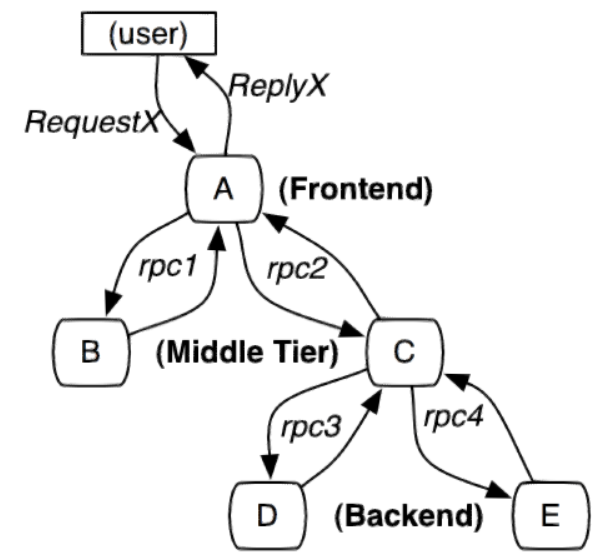 (user)
ReplyX
RequestX
A
(Frontend)
rpc1
rpc2
B
(Middle Tier)
C
rpc3
rpc4
D
(Backend)
E